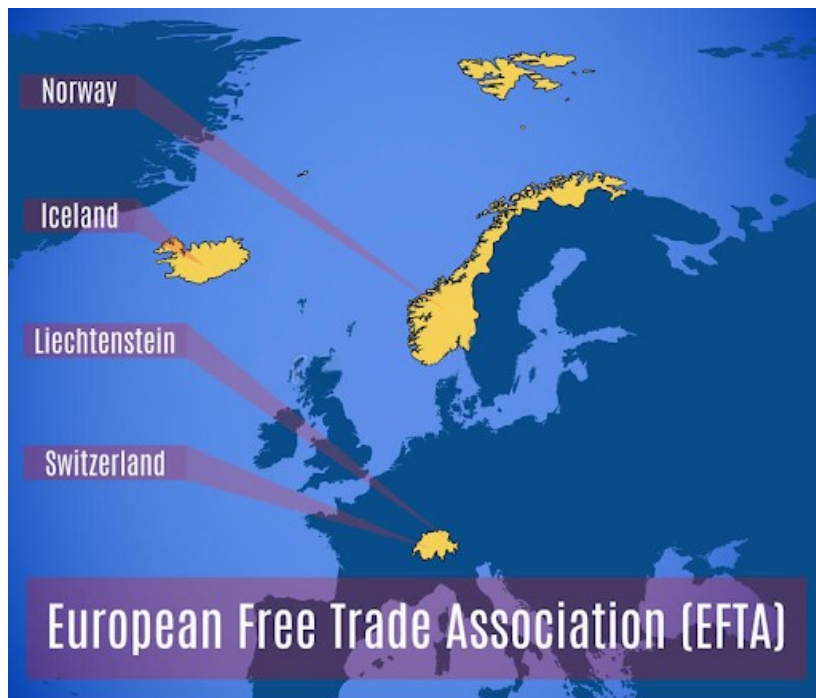 Norway
Iceland
Liechtenstein
Switzerland
European Free Trade Association (EFTA)